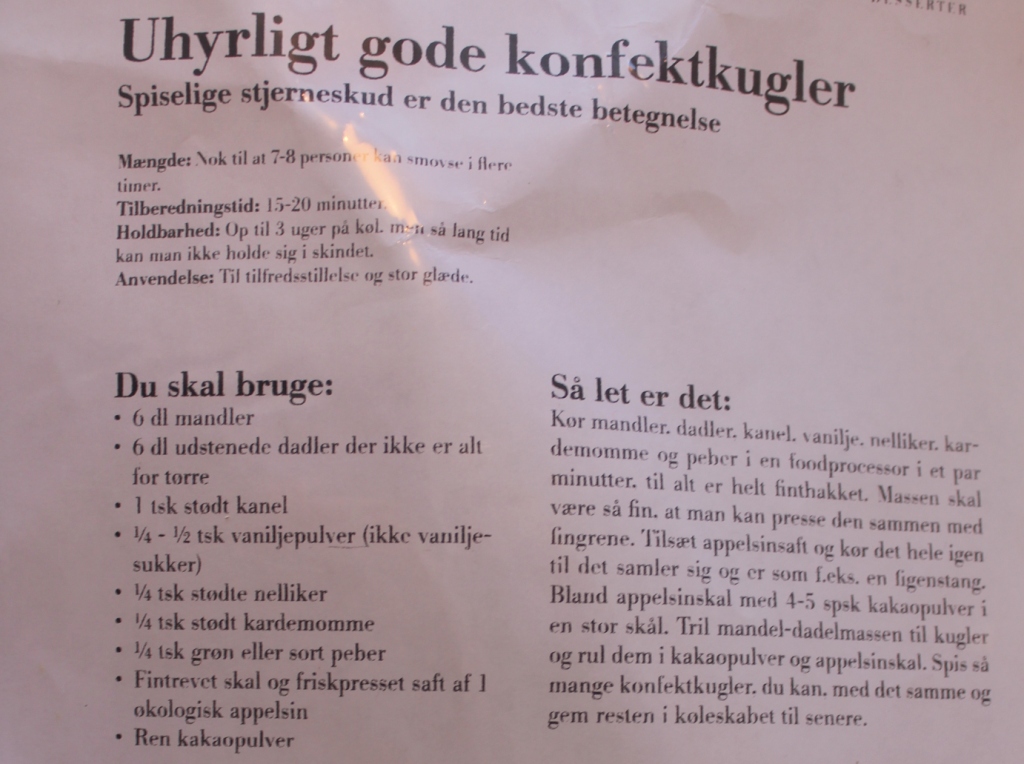 DESSERTER
Uhyrligt gode konfektkugler
Spiselige stjerneskud er den bedste betegnelse
Mængde: Nok til at 7-8 personer kan smovse i flere
timer.
Tilberedningstid: 15-20 minutter.
Holdbarhed: Op til 3 uger på køl, men så lang tid
kan man ikke holde sig i skindet.
Anvendelse: Til tilfredsstillelse og stor glæde.
Du skal bruge:
• 6 dl mandler
• 6 dl udstenede dadler der ikke er alt
for tørre
• 1 tsk stødt kanel
• ¼ - ½ tsk vaniljepulver (ikke vanilje-
sukker)
• ¼ tsk stødte nelliker
• ¼ tsk stødt kardemomme
• ¼ tsk grøn eller sort peber
• Fintrevet skal og friskpresset saft af 1
økologisk appelsin
• Ren kakaopulver
Så let er det:
Kør mandler, dadler, kanel, vanilje, nelliker, kar-
demomme og peber i en foodprocessor i et par
minutter, til alt er helt finthakket. Massen skal
være så fin, at man kan presse den sammen med
fingrene. Tilsæt appelsinsaft og kør det hele igen
til det samler sig og er som f.eks. en figenstang.
Bland appelsinskal med 4-5 spsk kakaopulver i
en stor skål. Tril mandel-dadelmassen til kugler
og rul dem i kakaopulver og appelsinskal. Spis så
mange konfektkugler, du kan, med det samme og
gem resten i køleskabet til senere.